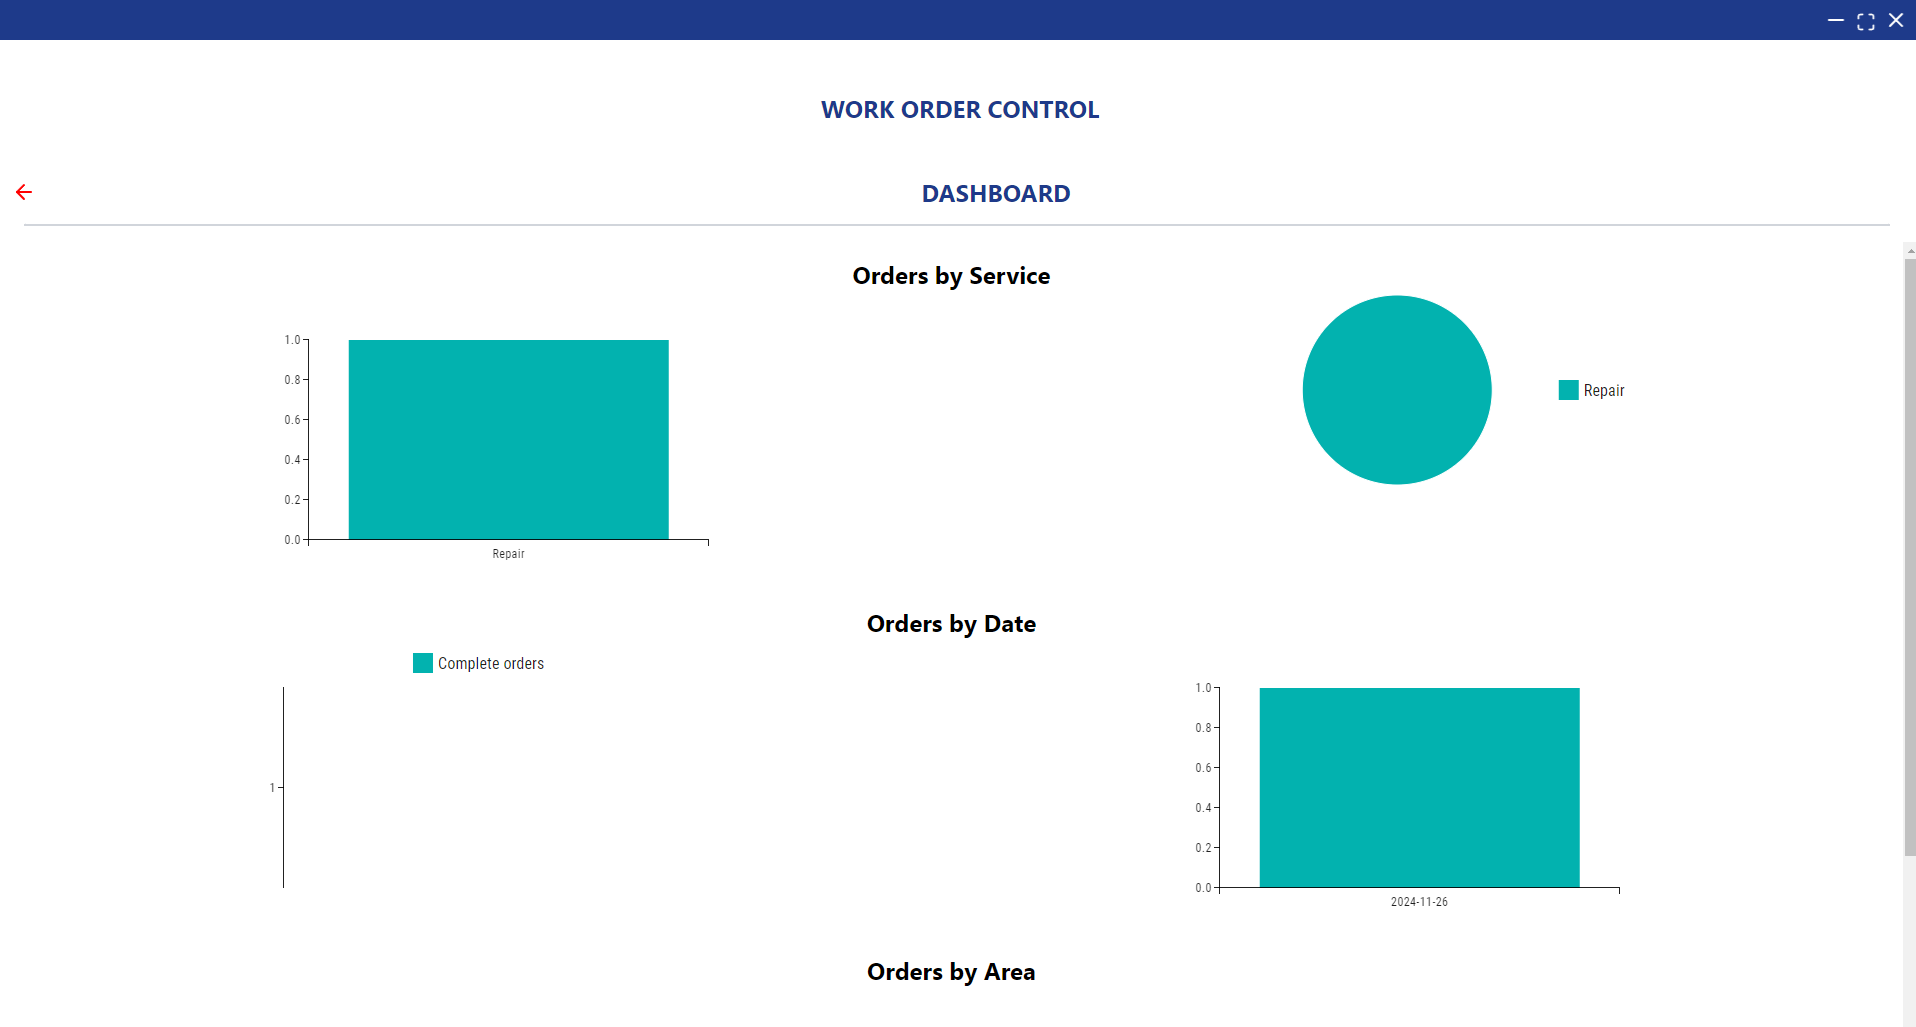 WORK ORDER CONTROL
DASHBOARD
Orders by Service
1.0
0.8
0.6
0.4
0.2
0.0
Repair
Repair
Orders by Date
Complete orders
1
1.0
0.8
0.6
0.4
0.2
0.0
2024-11-26
Orders by Area